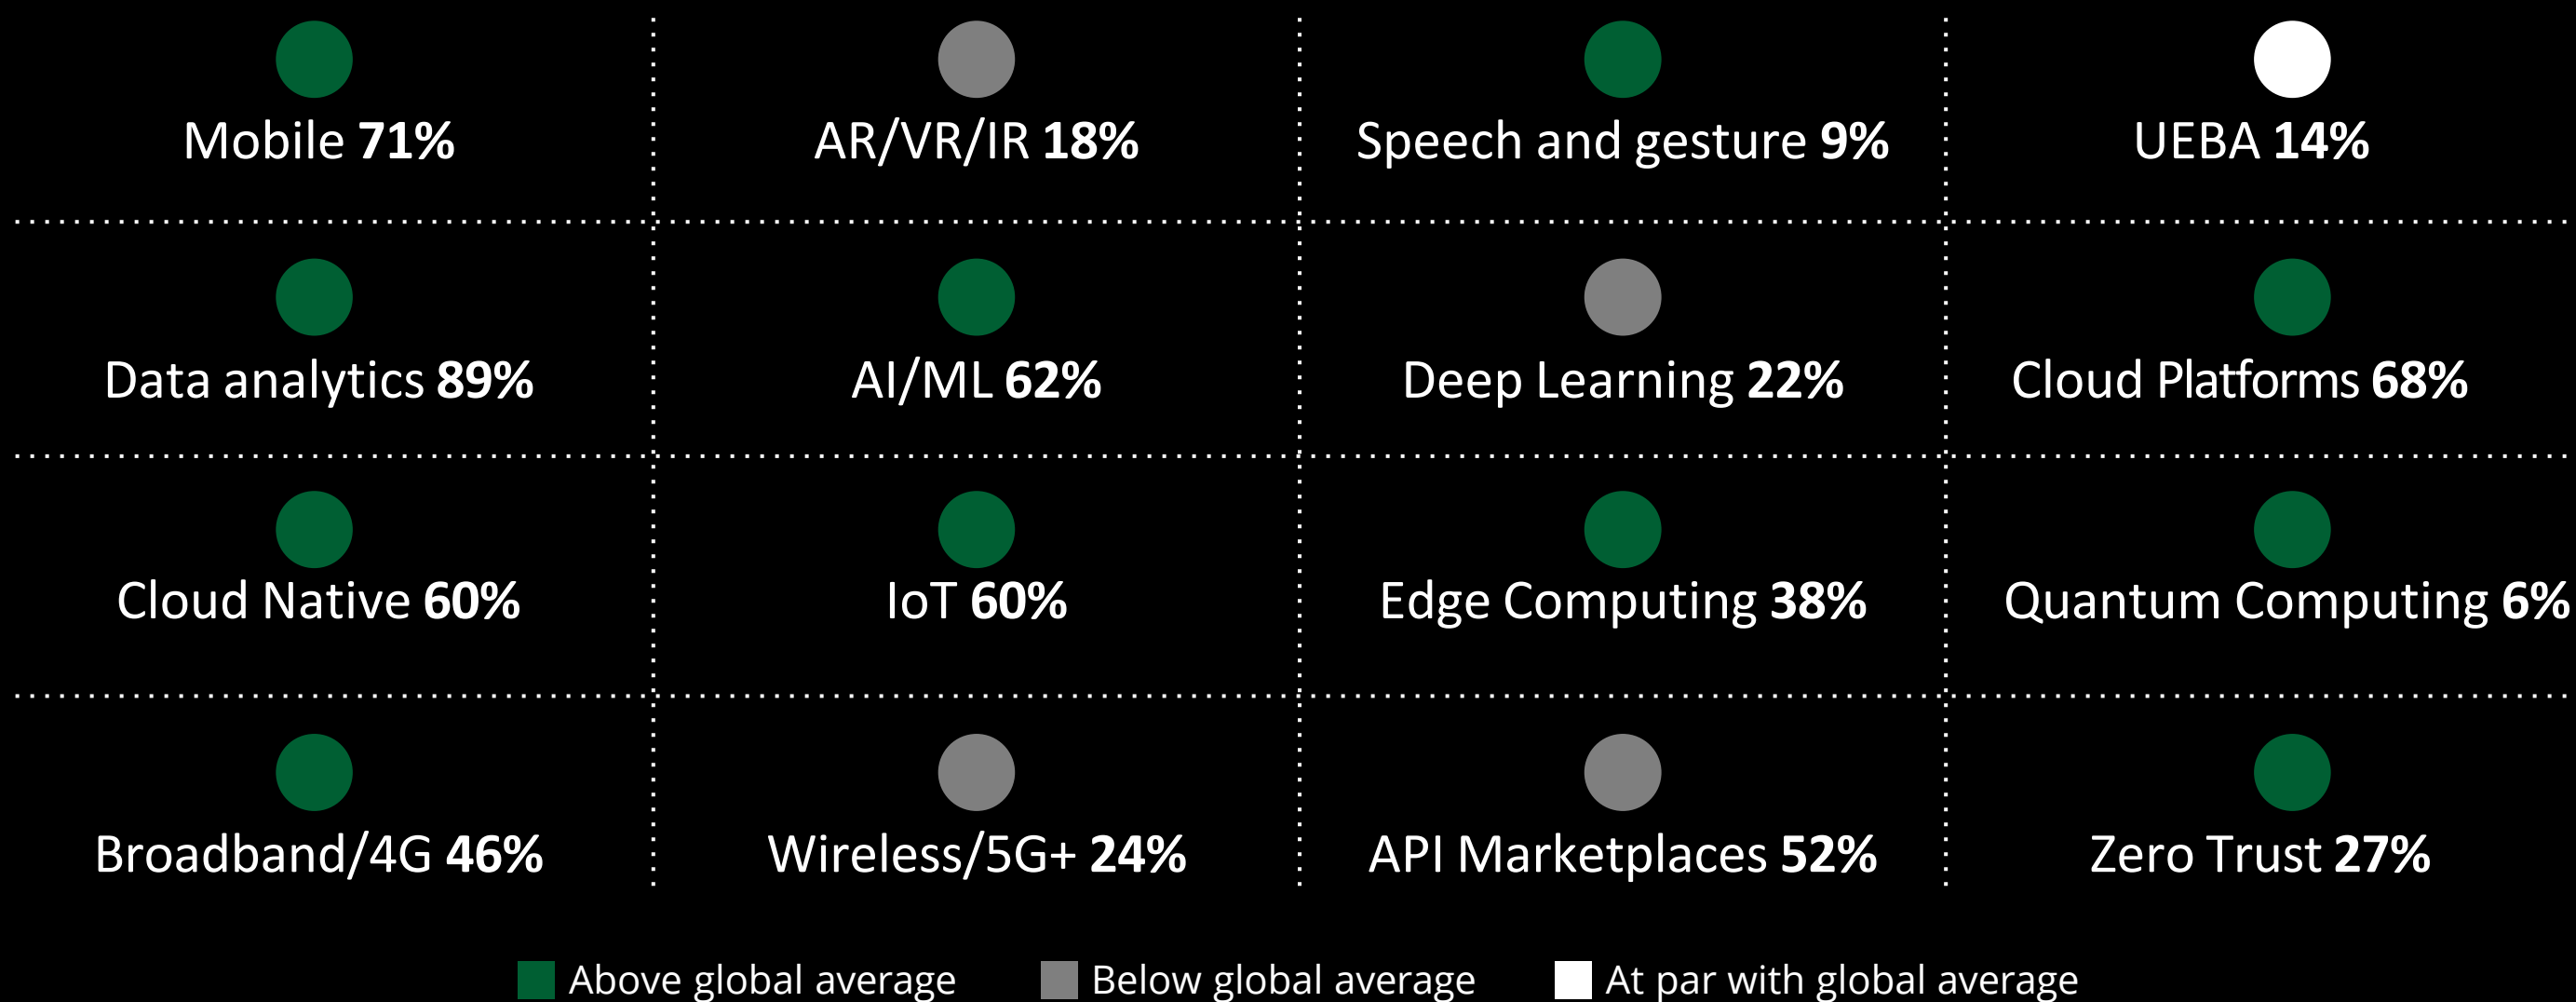 Mobile 71%
AR/VR/IR 18%
Speech and gesture 9%
UEBA 14%
Data analytics 89%
AI/ML 62%
Deep Learning 22%
Cloud Platforms 68%
Cloud Native 60%
IoT 60%
Edge Computing 38%
Quantum Computing 6%
Broadband/4G 46%
Wireless/5G+ 24%
API Marketplaces 52%
Zero Trust 27%
Above global average
Below global average
At par with global average